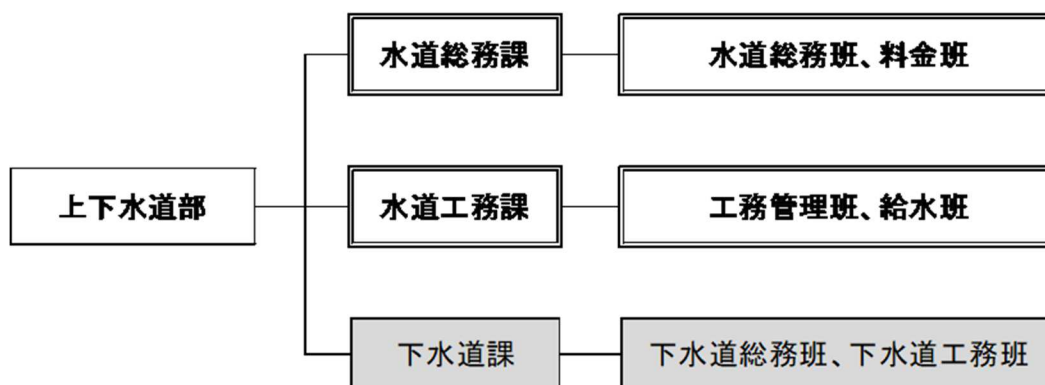 水道総務課
水道総務班、料金班
上下水道部
水道工務課
工務管理班、給水班
下水道課
下水道総務班、下水道工務班